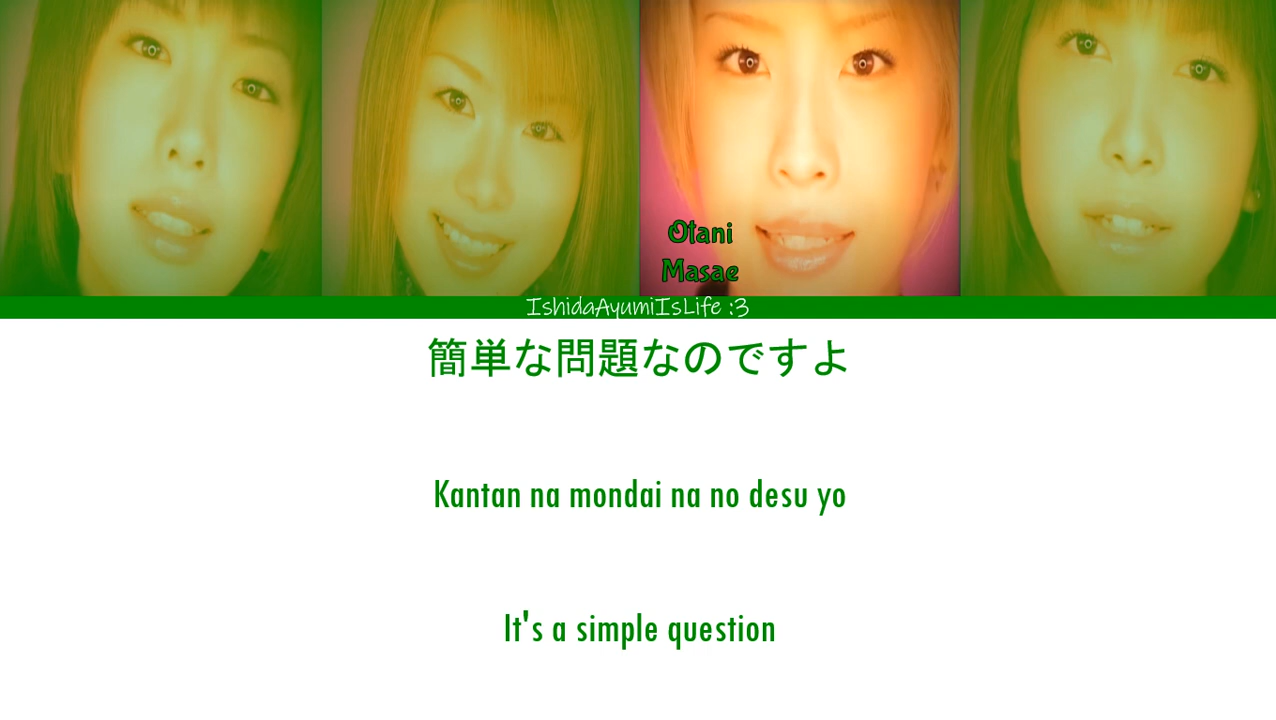 Otani
Masae
IshidaAyumiIsLife :3
簡単な問題なのですよ
Kantan na mondai na no desu yo
It's a simple question